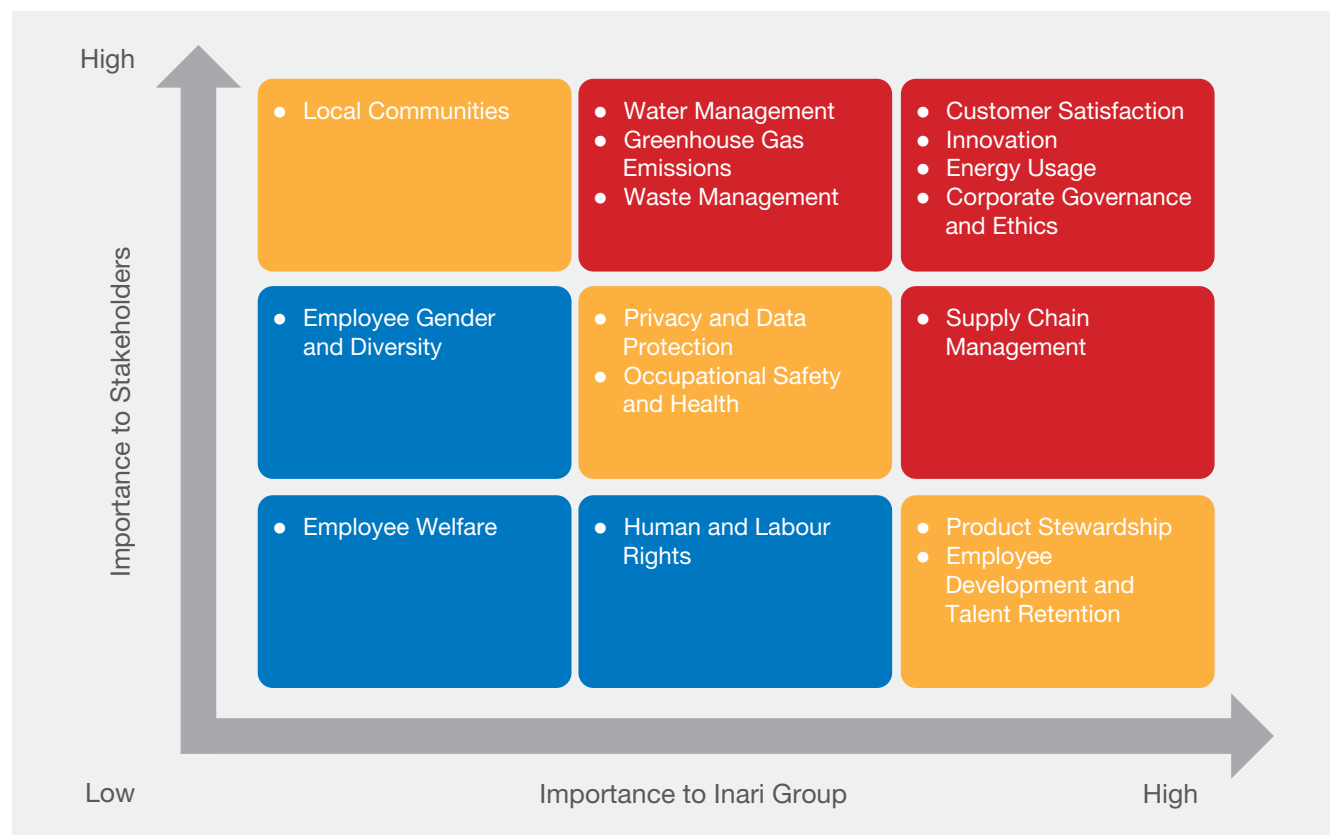 High
Importance to Stakeholders
● Local Communities
● Water Management
● Greenhouse Gas
Emissions
● Waste Management
● Customer Satisfaction
● Innovation
● Energy Usage
● Corporate Governance
and Ethics
● Employee Gender
and Diversity
● Privacy and Data
Protection
● Occupational Safety
and Health
● Supply Chain
Management
● Employee Welfare
● Human and Labour
Rights
● Product Stewardship
● Employee
Development and
Talent Retention
Low
Importance to Inari Group
High